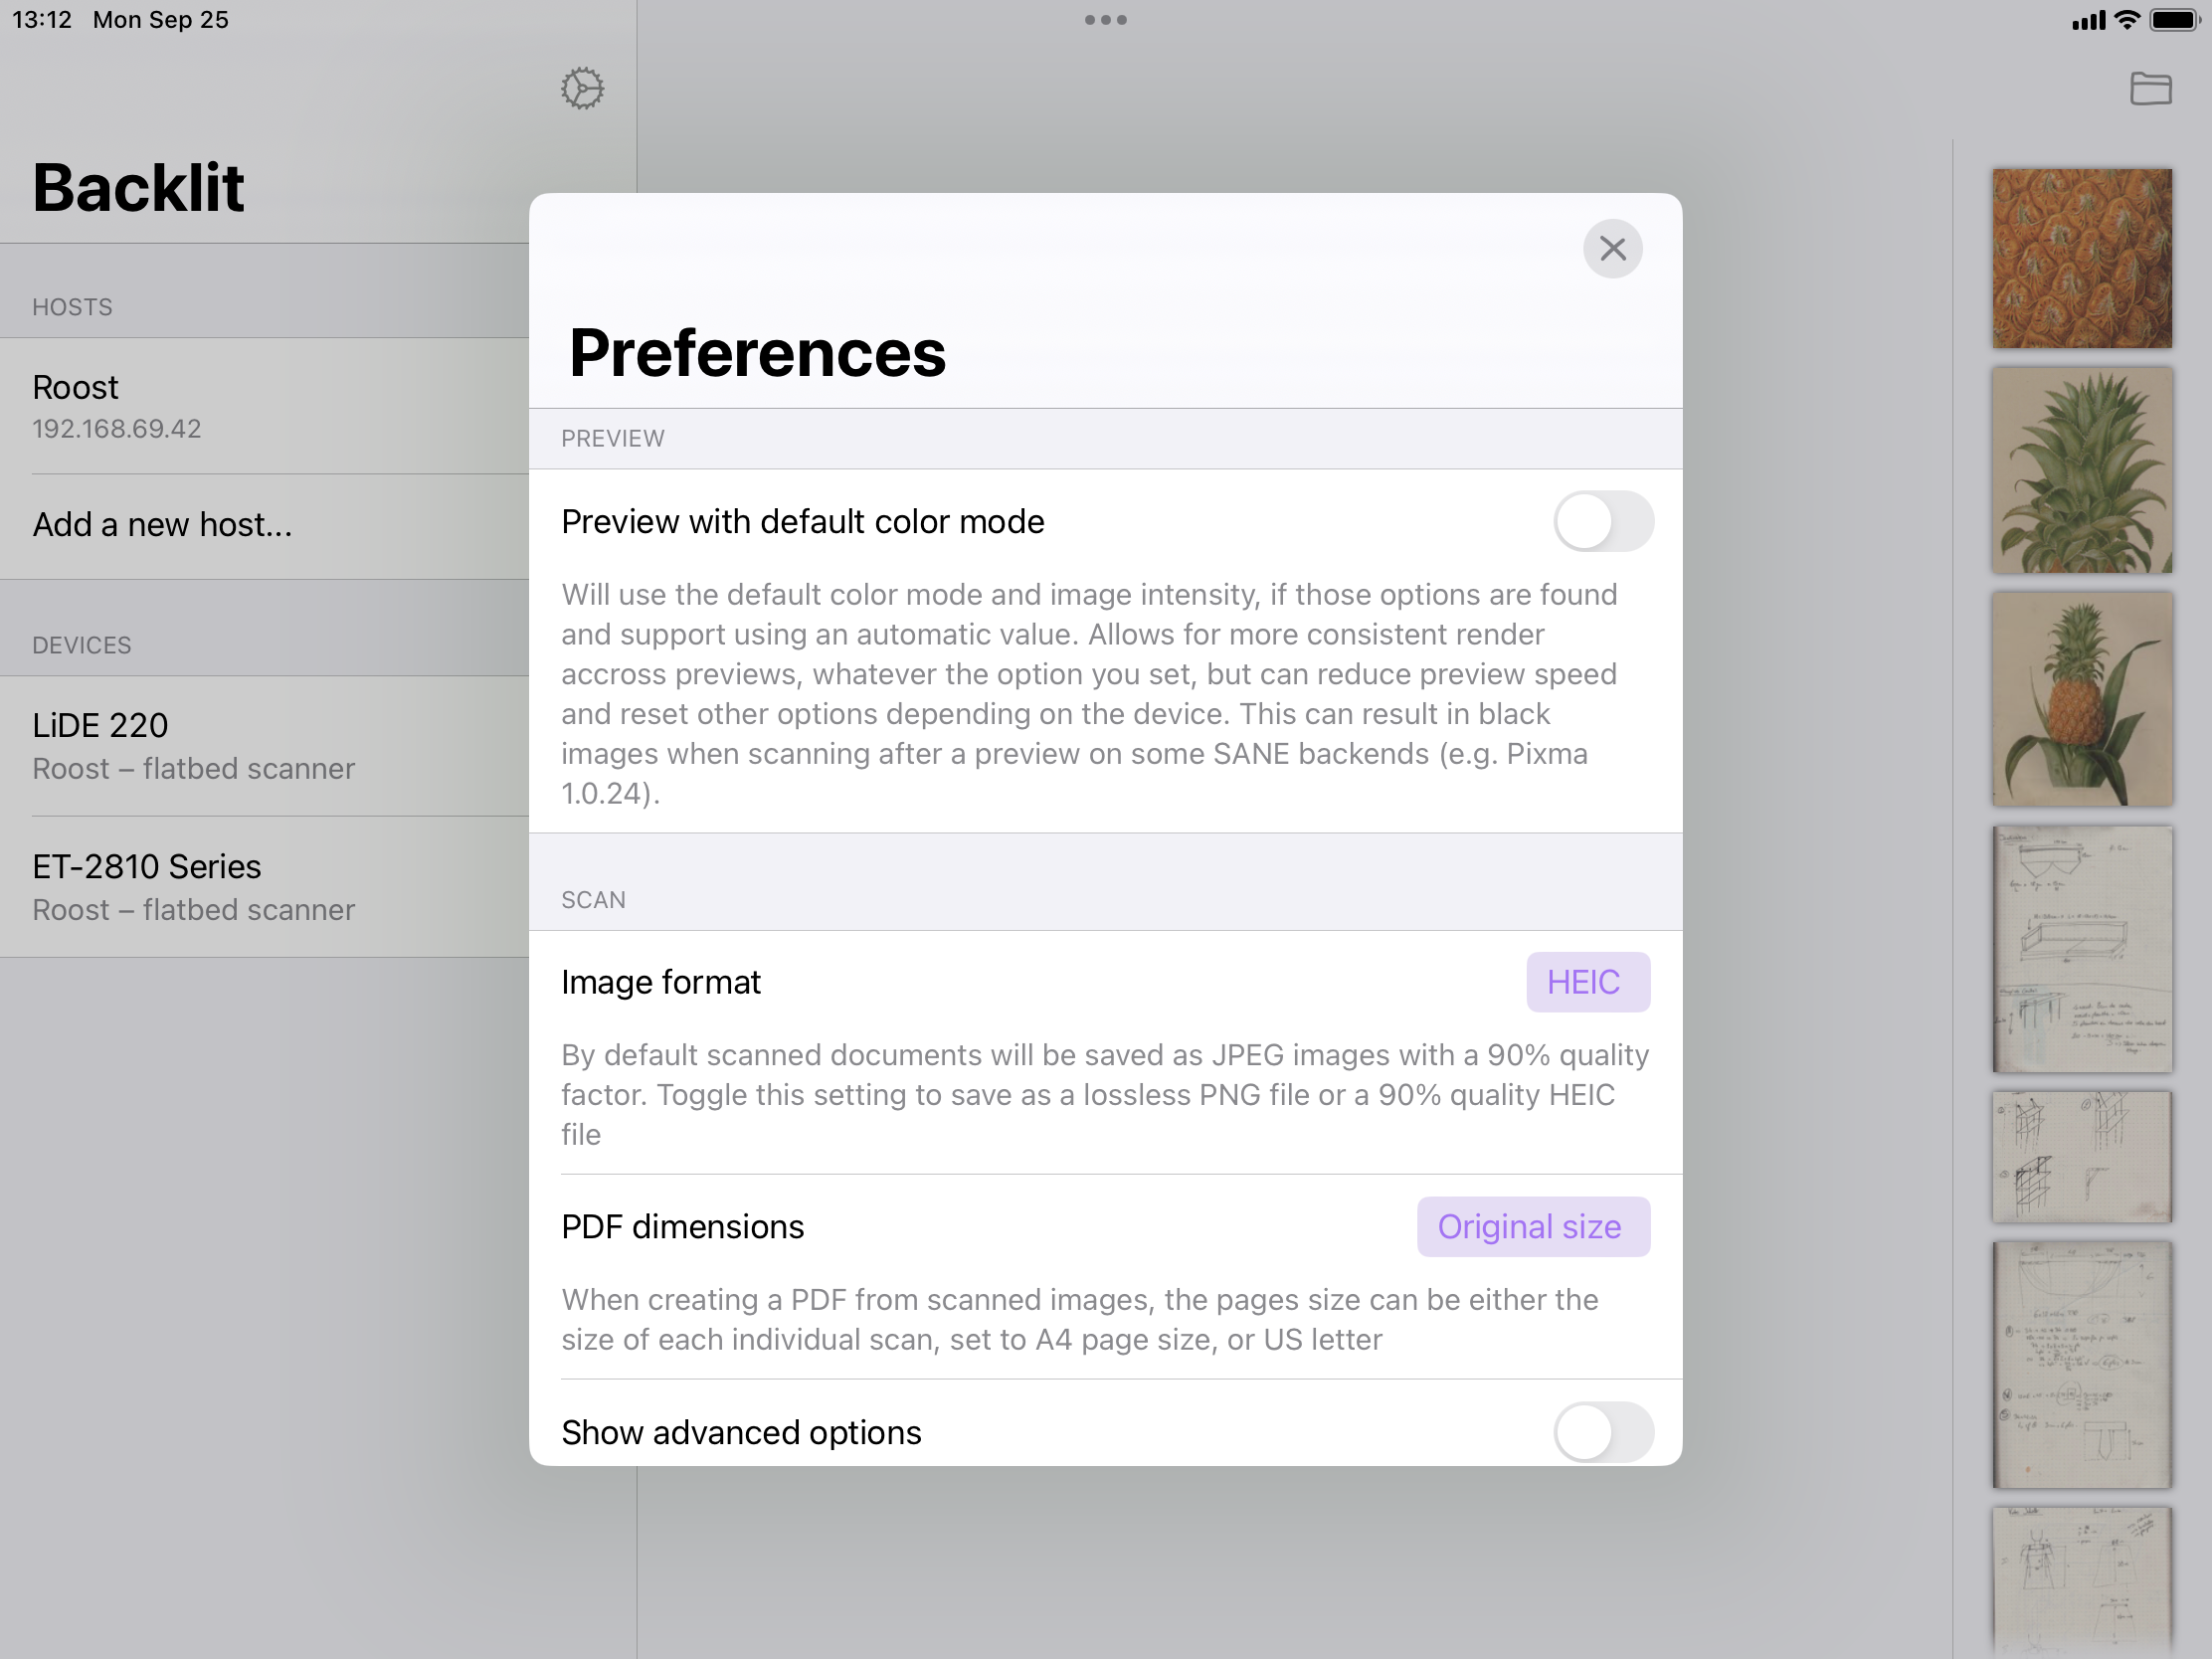 13:12 Mon Sep 25
Backlit
HOSTS
Roost
192.168.69.42
Add a new host...
DEVICES
LiDE 220
Roost – flatbed scanner
ET-2810 Series
Roost – flatbed scanner
Preferences
PREVIEW
Preview with default color mode
Will use the default color mode and image intensity, if those options are found
and support using an automatic value. Allows for more consistent render
accross previews, whatever the option you set, but can reduce preview speed
and reset other options depending on the device. This can result in black
images when scanning after a preview on some SANE backends (e.g. Pixma
1.0.24).
SCAN
Image format HEIC
By default scanned documents will be saved as JPEG images with a 90% quality
factor. Toggle this setting to save as a lossless PNG file or a 90% quality HEIC
file
PDF dimensions Original size
When creating a PDF from scanned images, the pages size can be either the
size of each individual scan, set to A4 page size, or US letter
Show advanced options